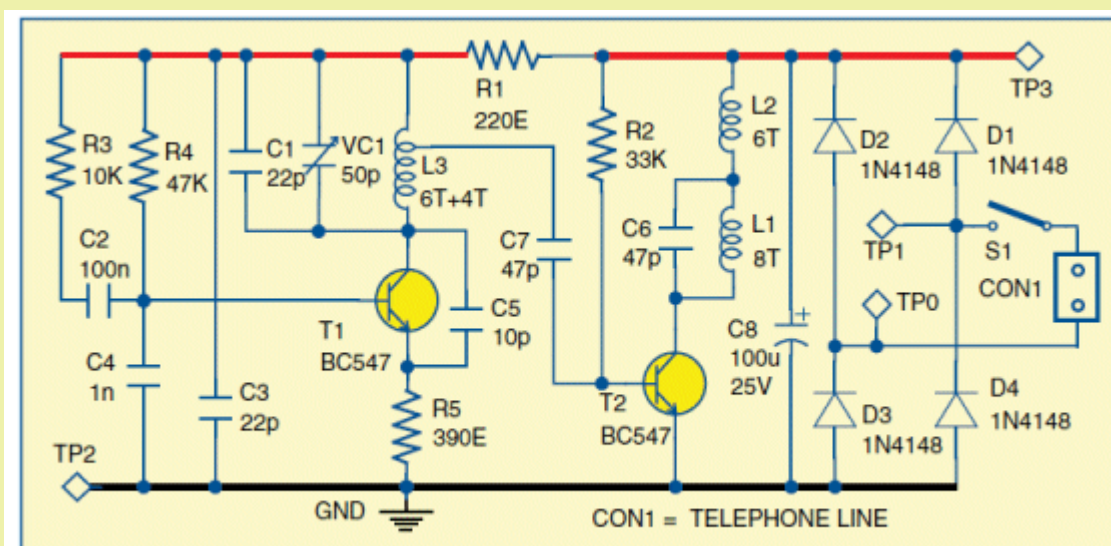 R1
220E
TP3
R3
10K
R4
47K
C1
22p
VC1
50p
L3
6T+4T
R2
33K
L2
6T
D2
1N4148
D1
1N4148
C2
100n
C7
47p
C6
47p
L1
8T
TP1
S1
CON1
TP0
T1
BC547
C5
10p
C8
+
100u
25V
C4
1n
C3
22p
R5
390E
T2
BC547
D3
1N4148
D4
1N4148
TP2
GND
CON1 = TELEPHONE LINE